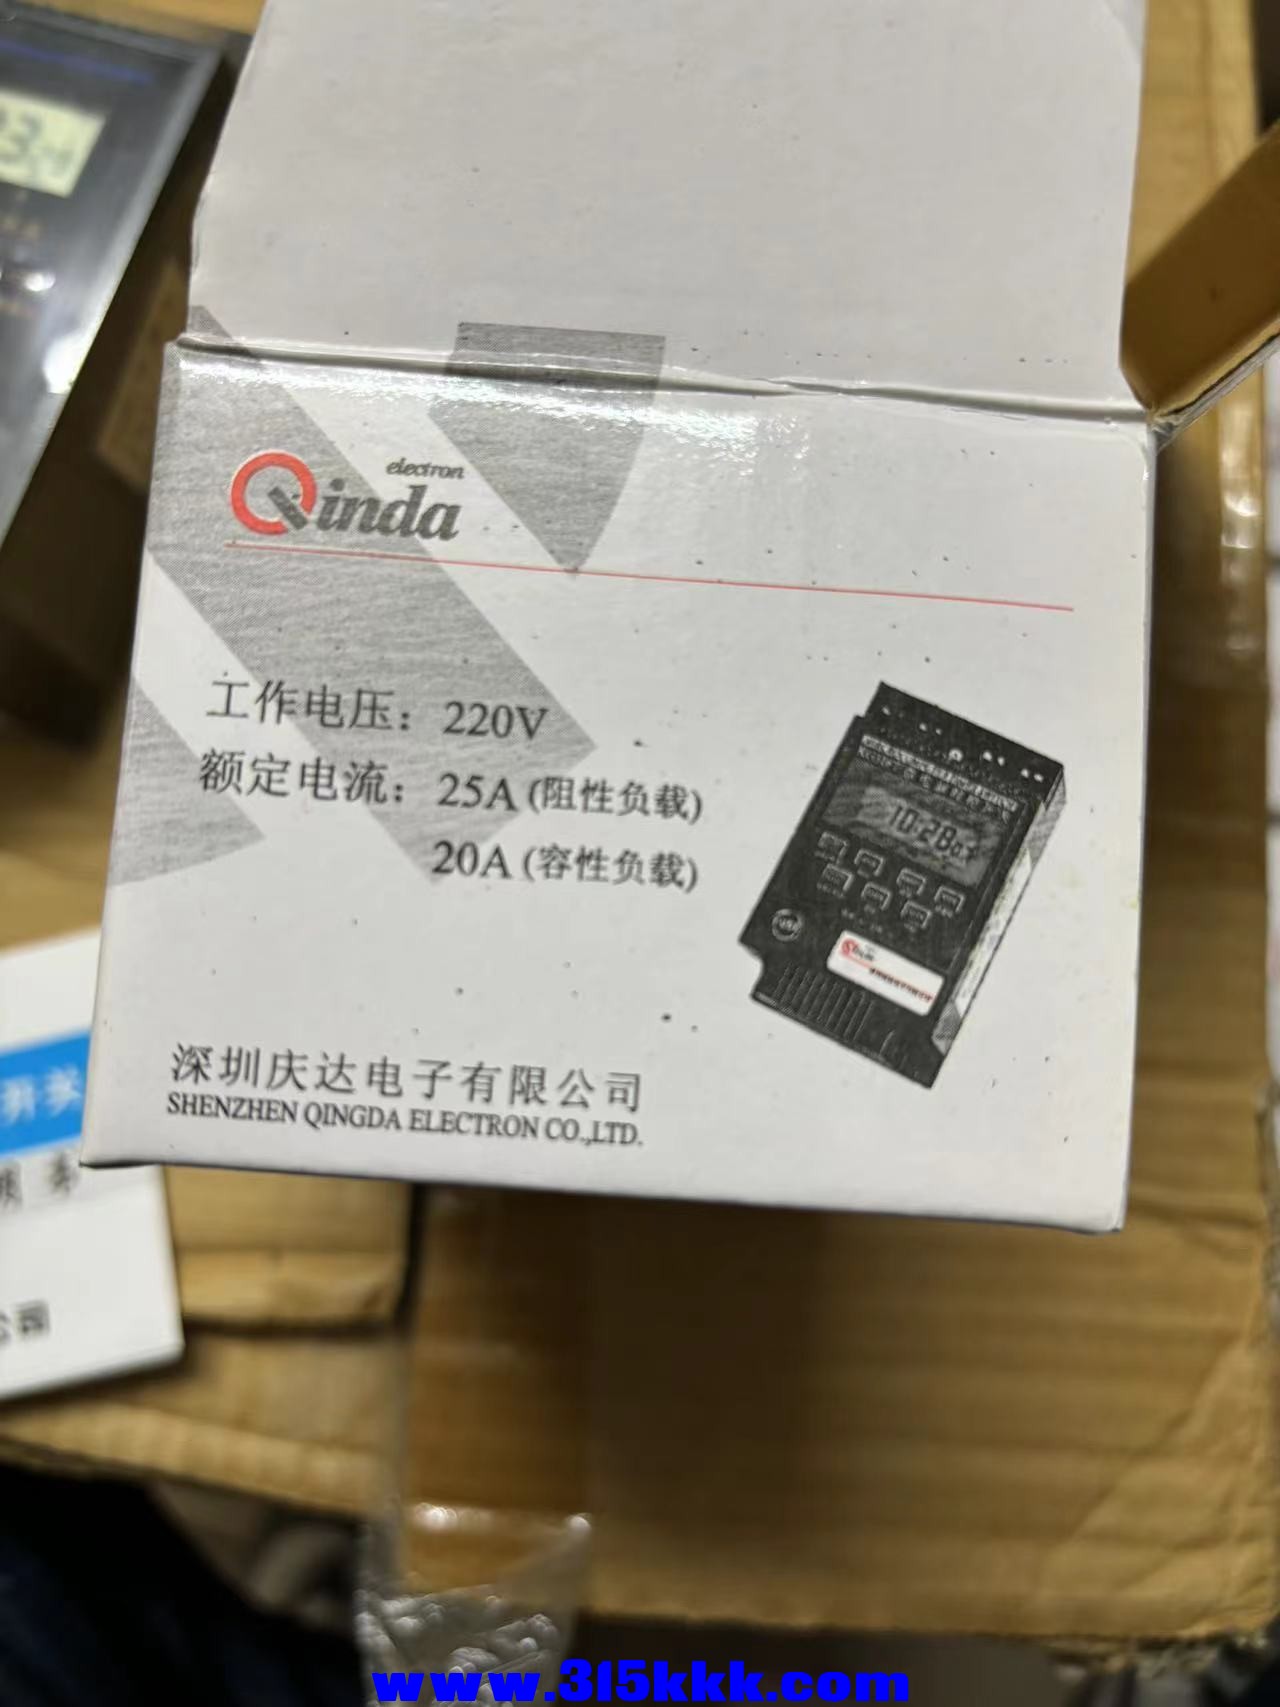 electron
Qinda
工作电压：220V
额定电流：25A (阻性负载)
20A (容性负载)
10:28
深圳庆达电子有限公司
SHENZHEN QINGDA ELECTRON CO.,LTD.
公司
www.315kkk.com